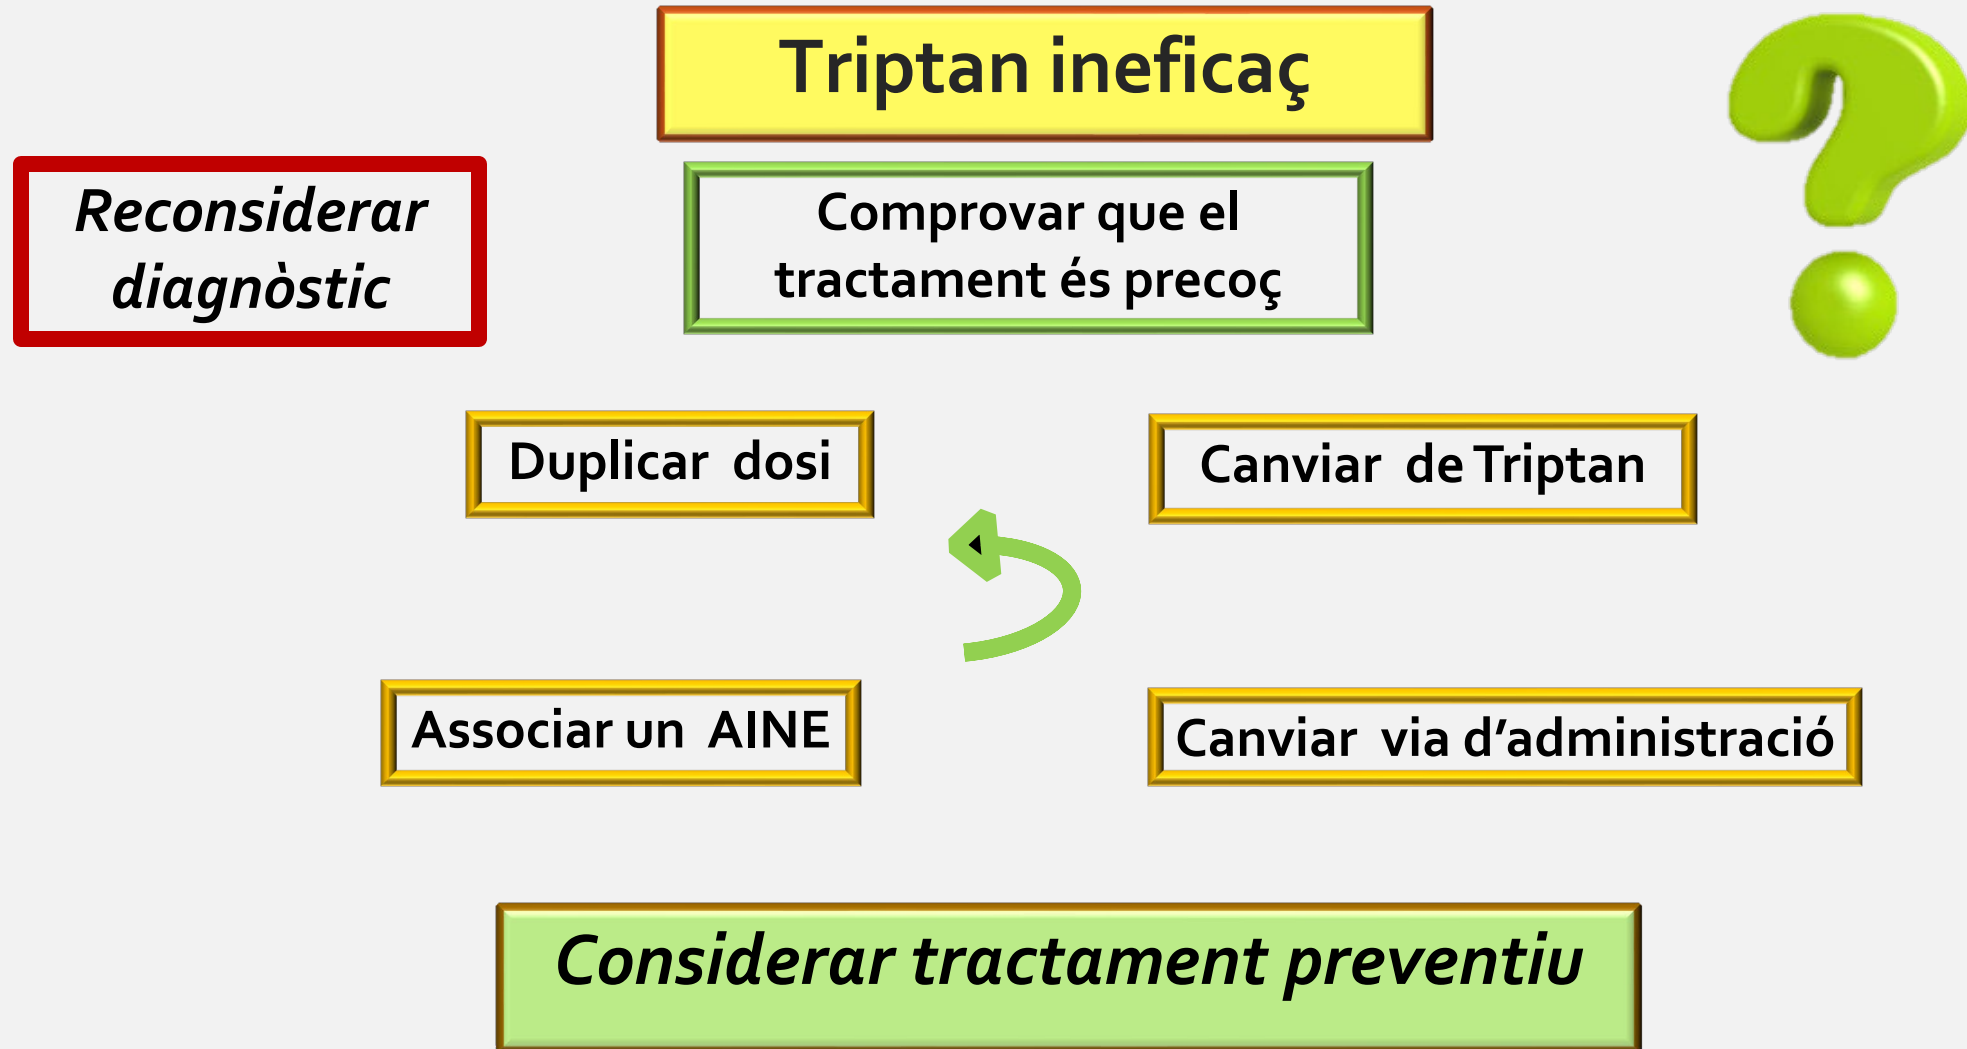 Triptan ineficaç
Reconsiderar
diagnòstic
Comprovar que el
tractament és precoç
Duplicar dosi
Canviar de Triptan
Associar un AINE
Canviar via d’administració
Considerar tractament preventiu